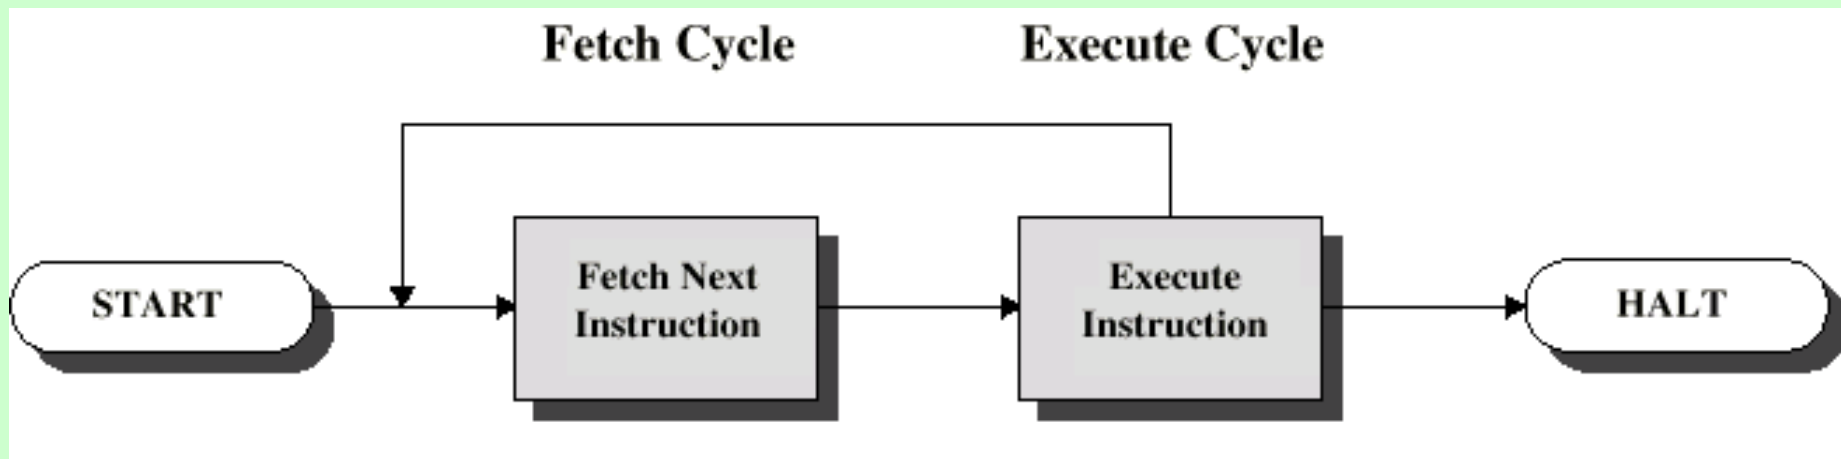 Fetch Cycle
Execute Cycle
START
Fetch Next
Instruction
Execute
Instruction
HALT